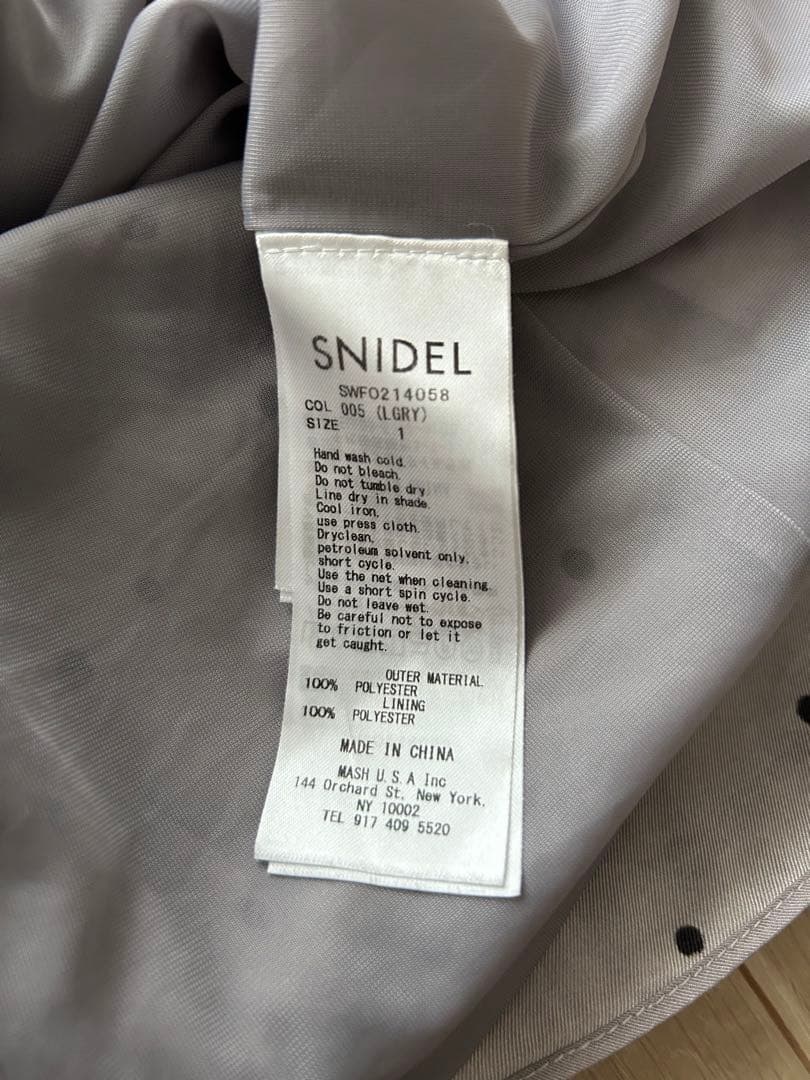 SNIDEL
SWFO214058
COL 005 (LGRY)
SIZE 1
Hand wash cold.
Do not bleach.
Do not tumble dry.
Line dry in shade.
Cool iron,
use press cloth.
Dryclean,
petroleum solvent only,
short cycle.
Use the net when cleaning.
Use a short spin cycle.
Do not leave wet.
Be careful not to expose
to friction or let it
get caught.
OUTER MATERIAL
100% POLYESTER
LINING
100% POLYESTER
MADE IN CHINA
MASH U.S.A Inc
144 Orchard St. New York,
NY 10002
TEL 917 409 5520